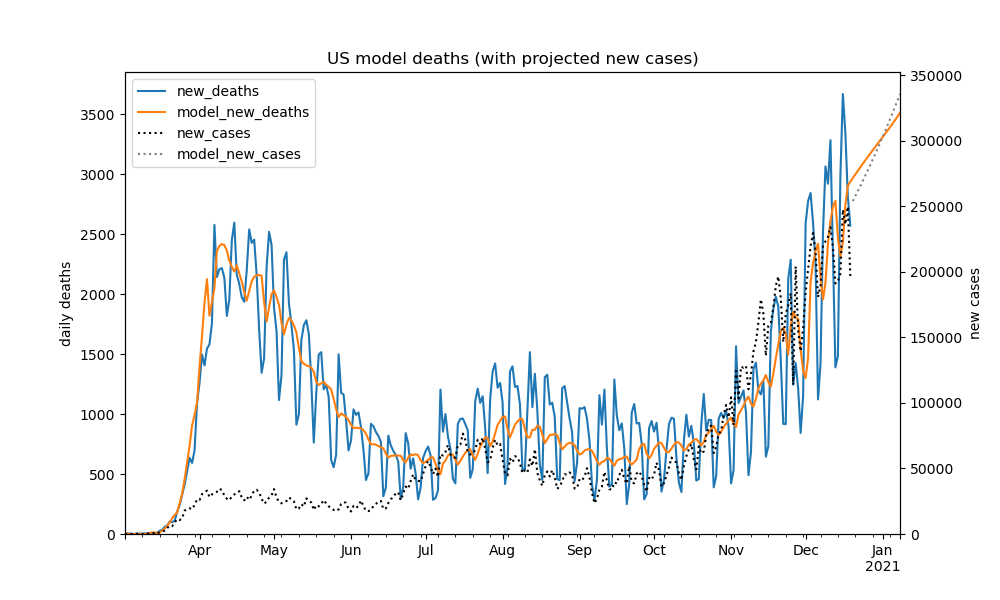 US model deaths (with projected new cases)
new_deaths
model_new_deaths
new_cases
model_new_cases
3500
3000
2500
2000
1500
1000
500
0
daily deaths
350000
300000
250000
200000
150000
100000
50000
0
new cases
Apr May Jun Jul Aug Sep Oct Nov Dec Jan
2021